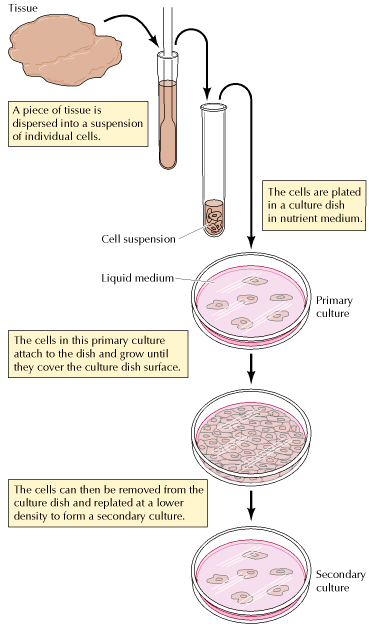 Tissue
A piece of tissue is
dispersed into a suspension
of individual cells.
The cells are plated
in a culture dish
in nutrient medium.
Cell suspension
Liquid medium
Primary
culture
The cells in this primary culture
attach to the dish and grow until
they cover the culture dish surface.
The cells can then be removed from the
culture dish and replated at a lower
density to form a secondary culture.
Secondary
culture